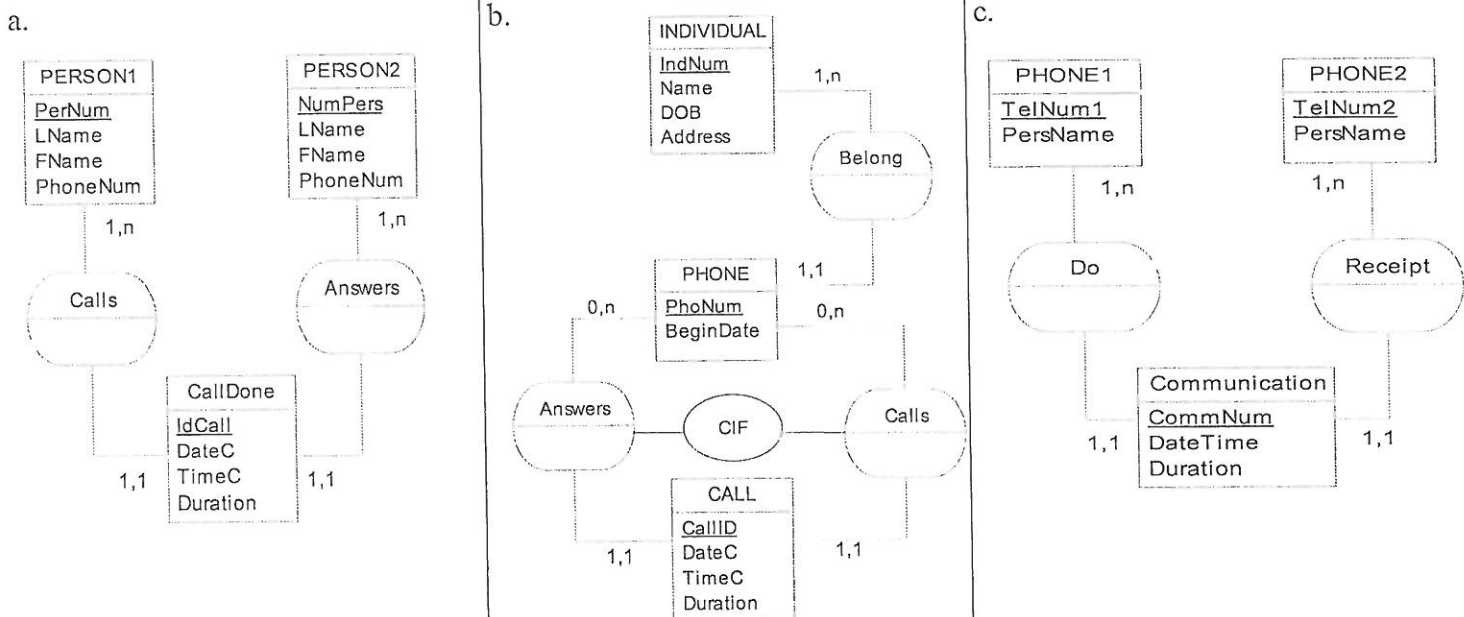 a.
PERSON1
PerNum
LName
FName
PhoneNum
1,n
Calls
1,1
PERSON2
NumPers
LName
FName
PhoneNum
1,n
Answers
1,1
CallDone
IdCall
DateC
TimeC
Duration
b.
INDIVIDUAL
IndNum
Name
DOB
Address
1,n
Belong
1,1
PHONE
PhoNum
BeginDate
0,n
0,n
Answers
CIF
Calls
1,1
1,1
CALL
CallID
DateC
TimeC
Duration
c.
PHONE1
TelNum1
PersName
1,n
Do
1,1
PHONE2
TelNum2
PersName
1,n
Receipt
1,1
Communication
CommNum
DateTime
Duration